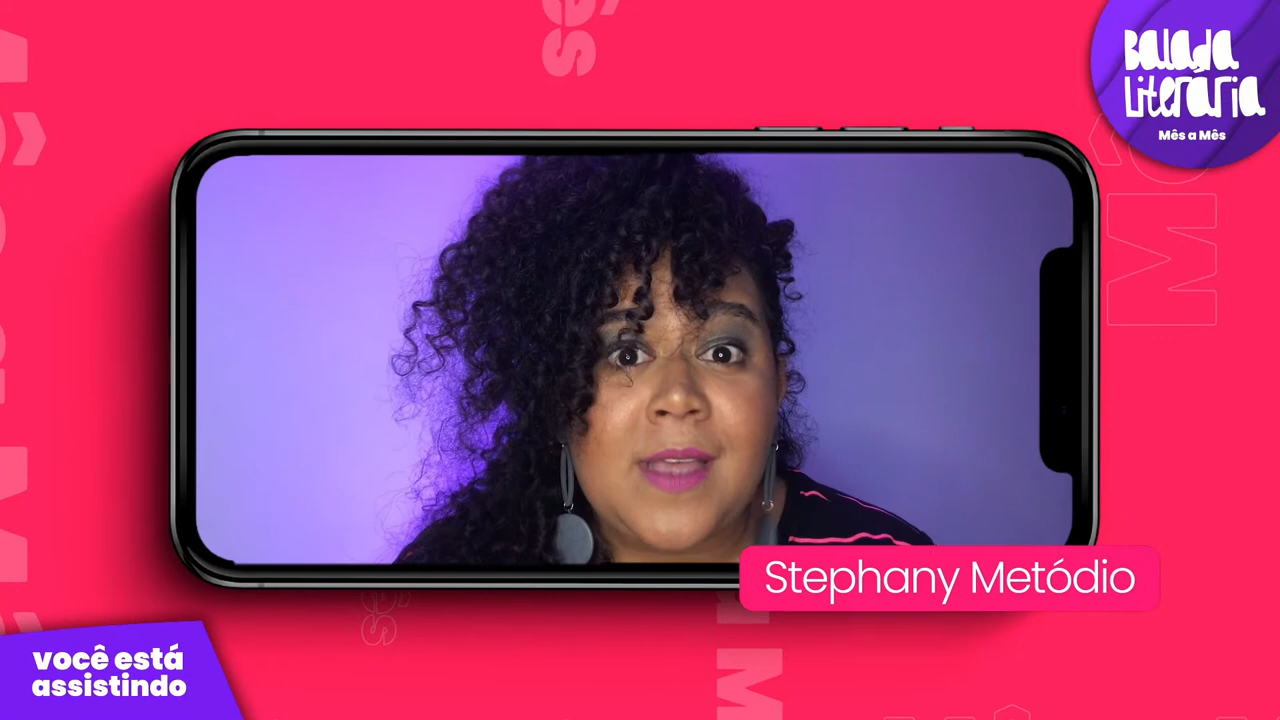 Balada
Literária
Mês a Mês
Stephany Metódio
você está
assistindo